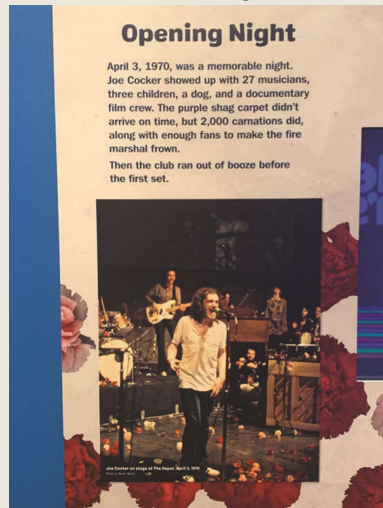 Opening Night
April 3, 1970, was a memorable night.
Joe Cocker showed up with 27 musicians,
three children, a dog, and a documentary
film crew. The purple shag carpet didn't
arrive on time, but 2,000 carnations did,
along with enough fans to make the fire
marshal frown.
Then the club ran out of booze before
the first set.
Joe Cocker on stage at The Depot, April 3, 1970